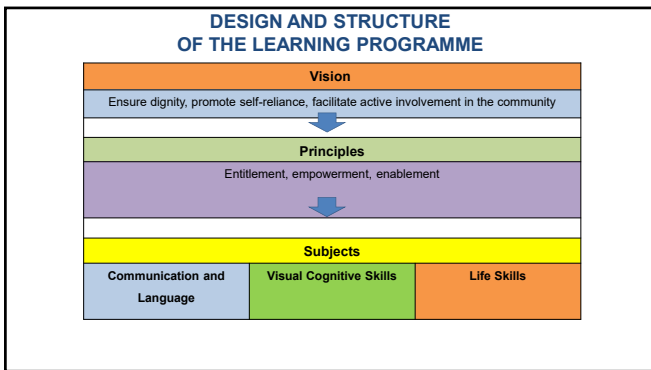 DESIGN AND STRUCTURE
OF THE LEARNING PROGRAMME
Vision
Ensure dignity, promote self-reliance, facilitate active involvement in the community
Principles
Entitlement, empowerment, enablement
Subjects
Communication and
Language
Visual Cognitive Skills
Life Skills